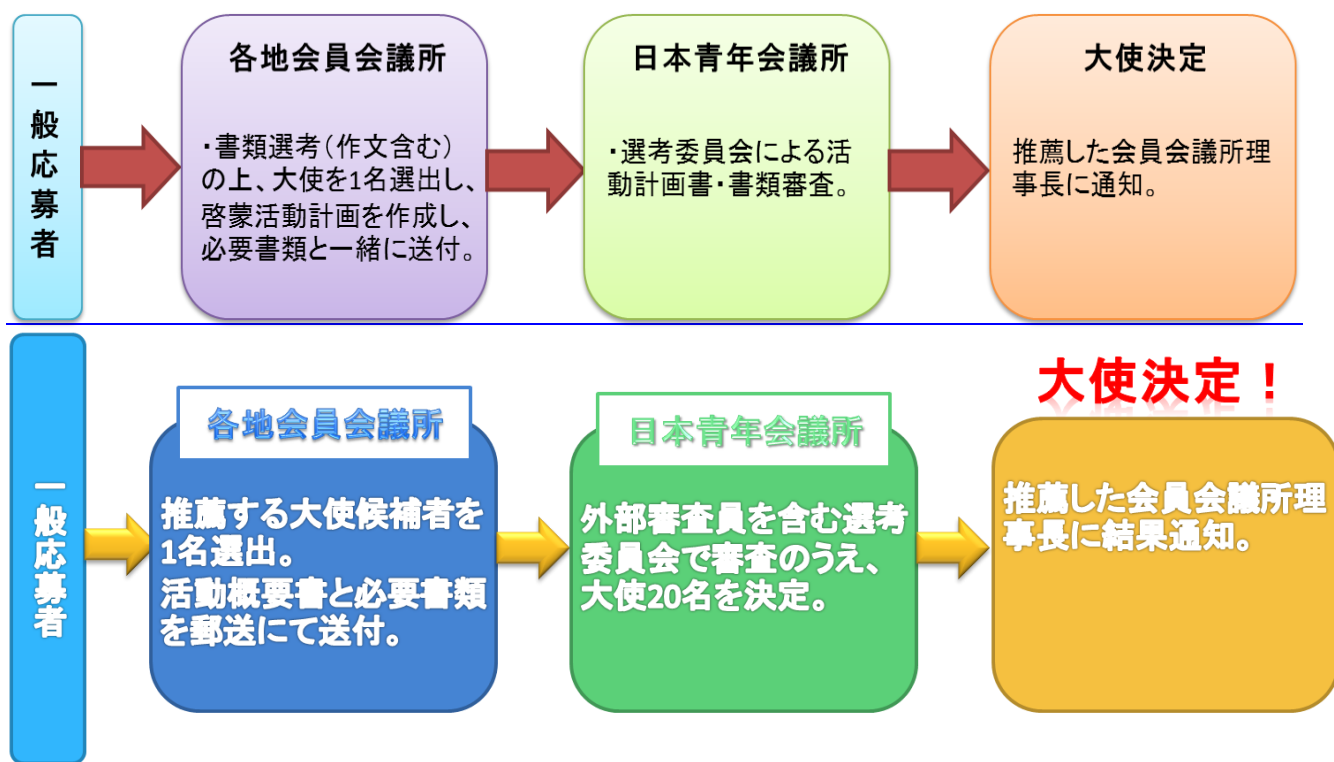 一般応募者
各地会員会議所
・書類選考（作文含む）
の上、大使を1名選出し、
啓蒙活動計画を作成し、
必要書類と一緒に送付。
日本青年会議所
・選考委員会による活
動計画書・書類審査。
大使決定
推薦した会員会議所理
事長に通知。
一般応募者
各地会員会議所
推薦する大使候補者を
1名選出。
活動概要書と必要書類
を郵送にて送付。
日本青年会議所
外部審査員を含む選考
委員会で審査のうえ、
大使20名を決定。
大使決定！
推薦した会員会議所理
事長に結果通知。